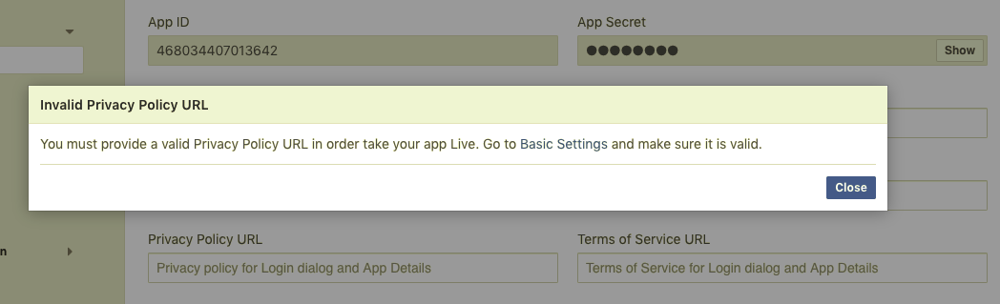 App ID
App Secret
468034407013642
Show
Invalid Privacy Policy URL
You must provide a valid Privacy Policy URL in order take your app Live. Go to Basic Settings and make sure it is valid.
Close
n
Privacy Policy URL
Terms of Service URL
Privacy policy for Login dialog and App Details
Terms of Service for Login dialog and App Details